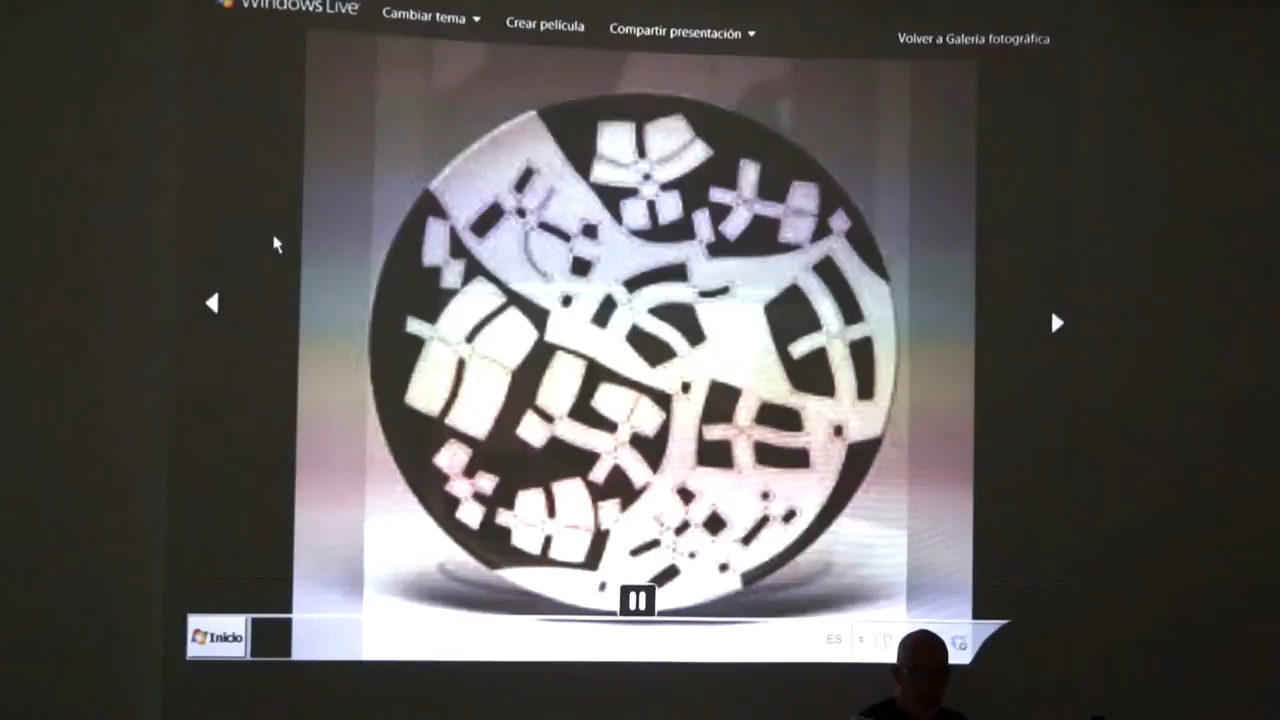 Windows Live
Cambiar tema
Crear película
Compartir presentación
Volver a Galería fotográfica
Inicio
ES